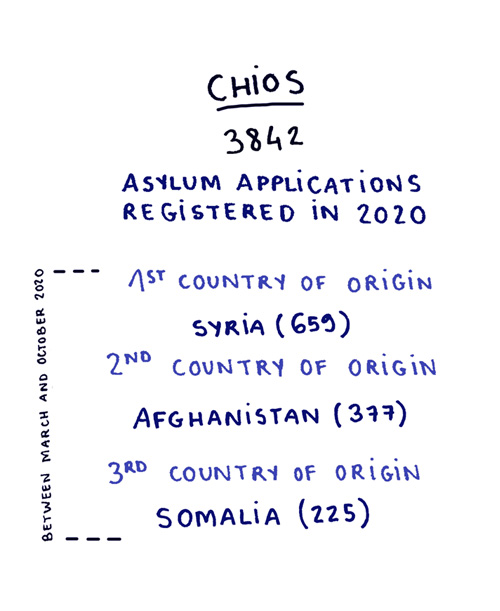 CHiOS
3842
ASYLUM APPLiCATiONS
REGiSTERED iN 2020
1ST COUNTRY OF ORiGiN
SYRiA (659)
2ND COUNTRY OF ORiGiN
AFGHANiSTAN (377)
3RD COUNTRY OF ORiGiN
SOMALiA (225)
BETWEEN MARCH AND OCTOBER 2020